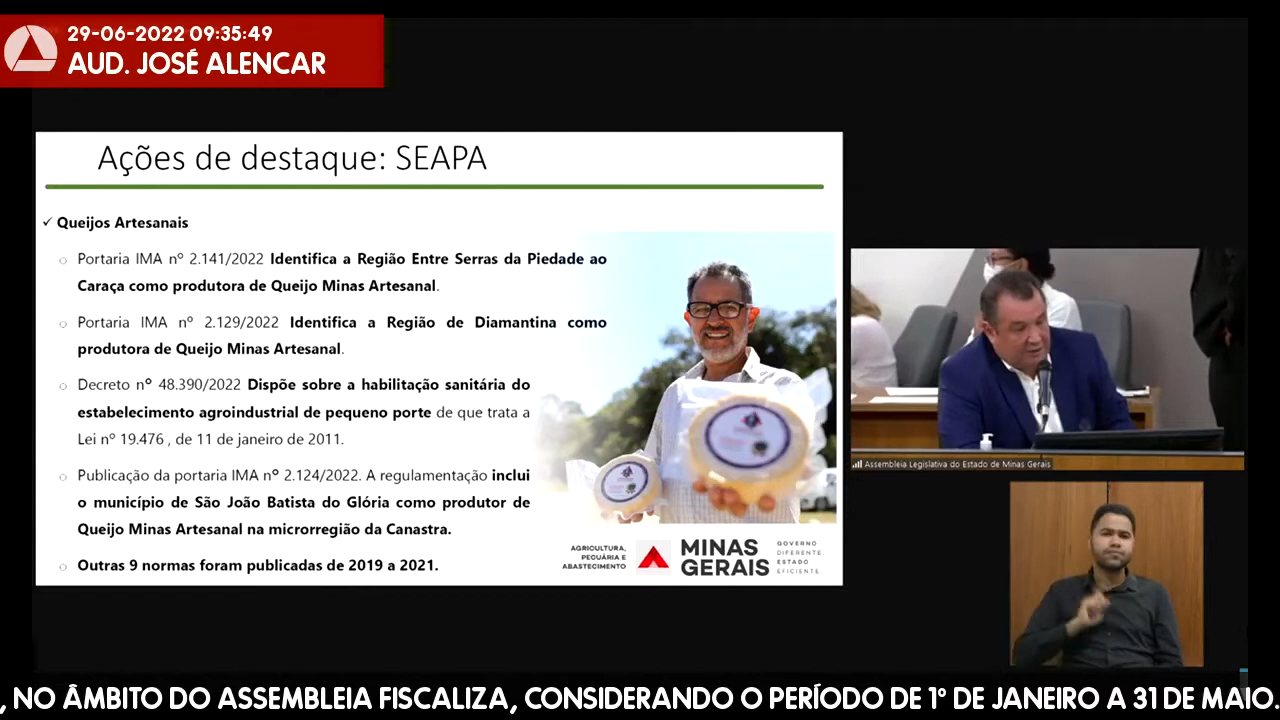 29-06-2022 09:35:49
AUD. JOSÉ ALENCAR
Ações de destaque: SEAPA
✓ Queijos Artesanais
○ Portaria IMA nº 2.141/2022 Identifica a Região Entre Serras da Piedade ao
Caraça como produtora de Queijo Minas Artesanal.
○ Portaria IMA nº 2.129/2022 Identifica a Região de Diamantina como
produtora de Queijo Minas Artesanal.
○ Decreto nº 48.390/2022 Dispõe sobre a habilitação sanitária do
estabelecimento agroindustrial de pequeno porte de que trata a
Lei nº 19.476 , de 11 de janeiro de 2011.
○ Publicação da portaria IMA nº 2.124/2022. A regulamentação inclui
o município de São João Batista do Glória como produtor de
Queijo Minas Artesanal na microrregião da Canastra.
○ Outras 9 normas foram publicadas de 2019 a 2021.
AGRICULTURA,
PECUÁRIA E
ABASTECIMENTO
MINAS
GERAIS
GOVERNO
DIFERENTE.
ESTADO
EFICIENTE.
Assembleia Legislativa do Estado de Minas Gerais
, NO ÂMBITO DO ASSEMBLEIA FISCALIZA, CONSIDERANDO O PERÍODO DE 1º DE JANEIRO A 31 DE MAIO.